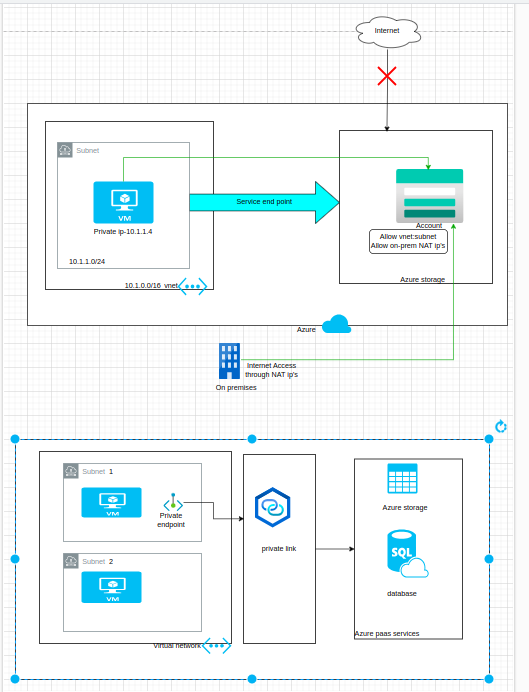 Internet
Subnet
VM
Private ip-10.1.1.4
10.1.1.0/24
10.1.0.0/16 vnet
Service end point
Account
Allow vnet:subnet
Allow on-prem NAT ip's
Azure storage
Azure
Internet Access
through NAT ip's
On premises
Subnet 1
VM
Private
endpoint
Subnet 2
VM
Virtual network
private link
Azure storage
SQL
database
Azure paas services